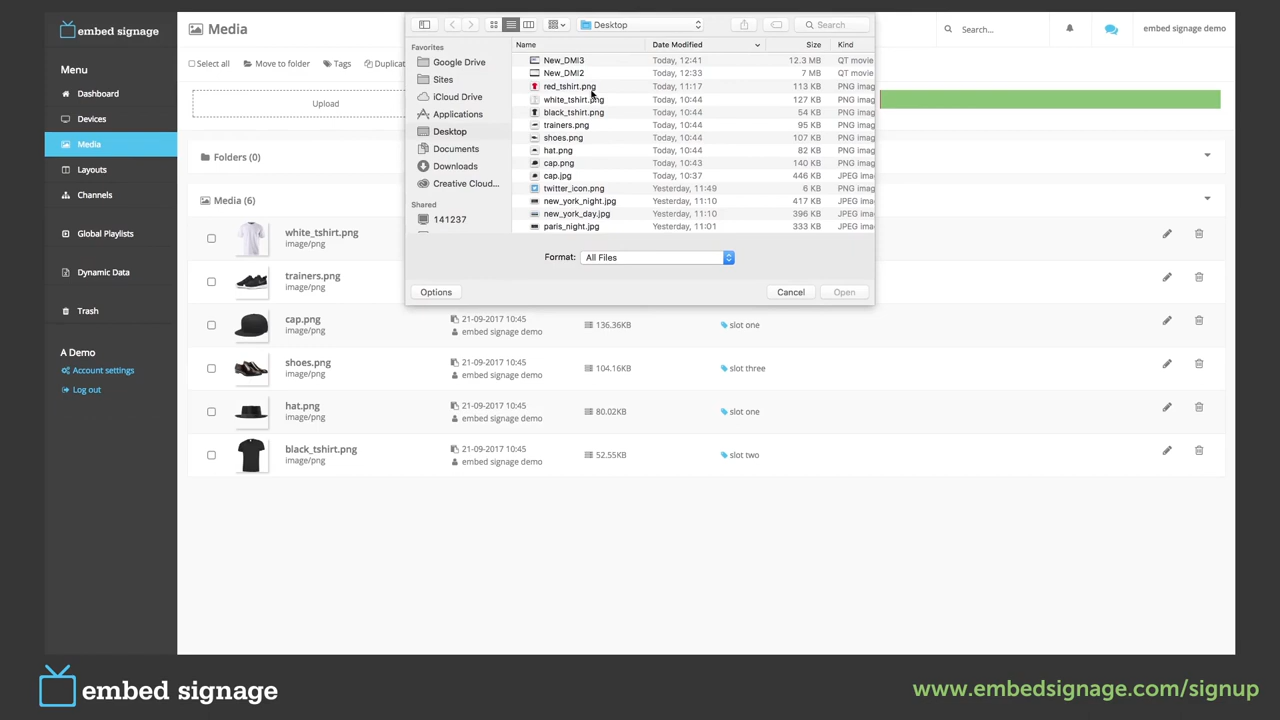 embed signage
Media
Desktop
Search
Search...
embed signage demo
Menu
Select all
Move to folder
Tags
Favorites
Name
Date Modified
Size
Kind
Dashboard
Devices
Media
Layouts
Channels
Global Playlists
Dynamic Data
Trash
A Demo
Account settings
Log out
Upload
Folders (0)
Media (6)
Google Drive
Sites
iCloud Drive
Applications
Desktop
Documents
Downloads
Creative Cloud...
Shared
141237
New_DMI3 Today, 12:41 12.3 MB QT movie
New_DMI2 Today, 12:33 7 MB QT movie
red_tshirt.png Today, 11:17 113 KB PNG imag
white_tshirt.png Today, 10:44 127 KB PNG imag
black_tshirt.png Today, 10:44 54 KB PNG imag
trainers.png Today, 10:44 95 KB PNG imag
shoes.png Today, 10:44 107 KB PNG imag
hat.png Today, 10:44 82 KB PNG imag
cap.png Today, 10:43 140 KB PNG imag
cap.jpg Today, 10:37 446 KB JPEG imag
twitter_icon.png Yesterday, 11:49 6 KB PNG imag
new_york_night.jpg Yesterday, 11:10 417 KB JPEG imag
new_york_day.jpg Yesterday, 11:10 396 KB JPEG imag
paris_night.jpg Yesterday, 11:01 333 KB JPEG imag
Format: All Files
Options
Cancel
Open
white_tshirt.png
image/png
trainers.png
image/png
cap.png
image/png
21-09-2017 10:45
embed signage demo
136.36KB
slot one
shoes.png
image/png
21-09-2017 10:45
embed signage demo
104.16KB
slot three
hat.png
image/png
21-09-2017 10:45
embed signage demo
80.02KB
slot one
black_tshirt.png
image/png
21-09-2017 10:45
embed signage demo
52.55KB
slot two
embed signage
www.embedsignage.com/signup